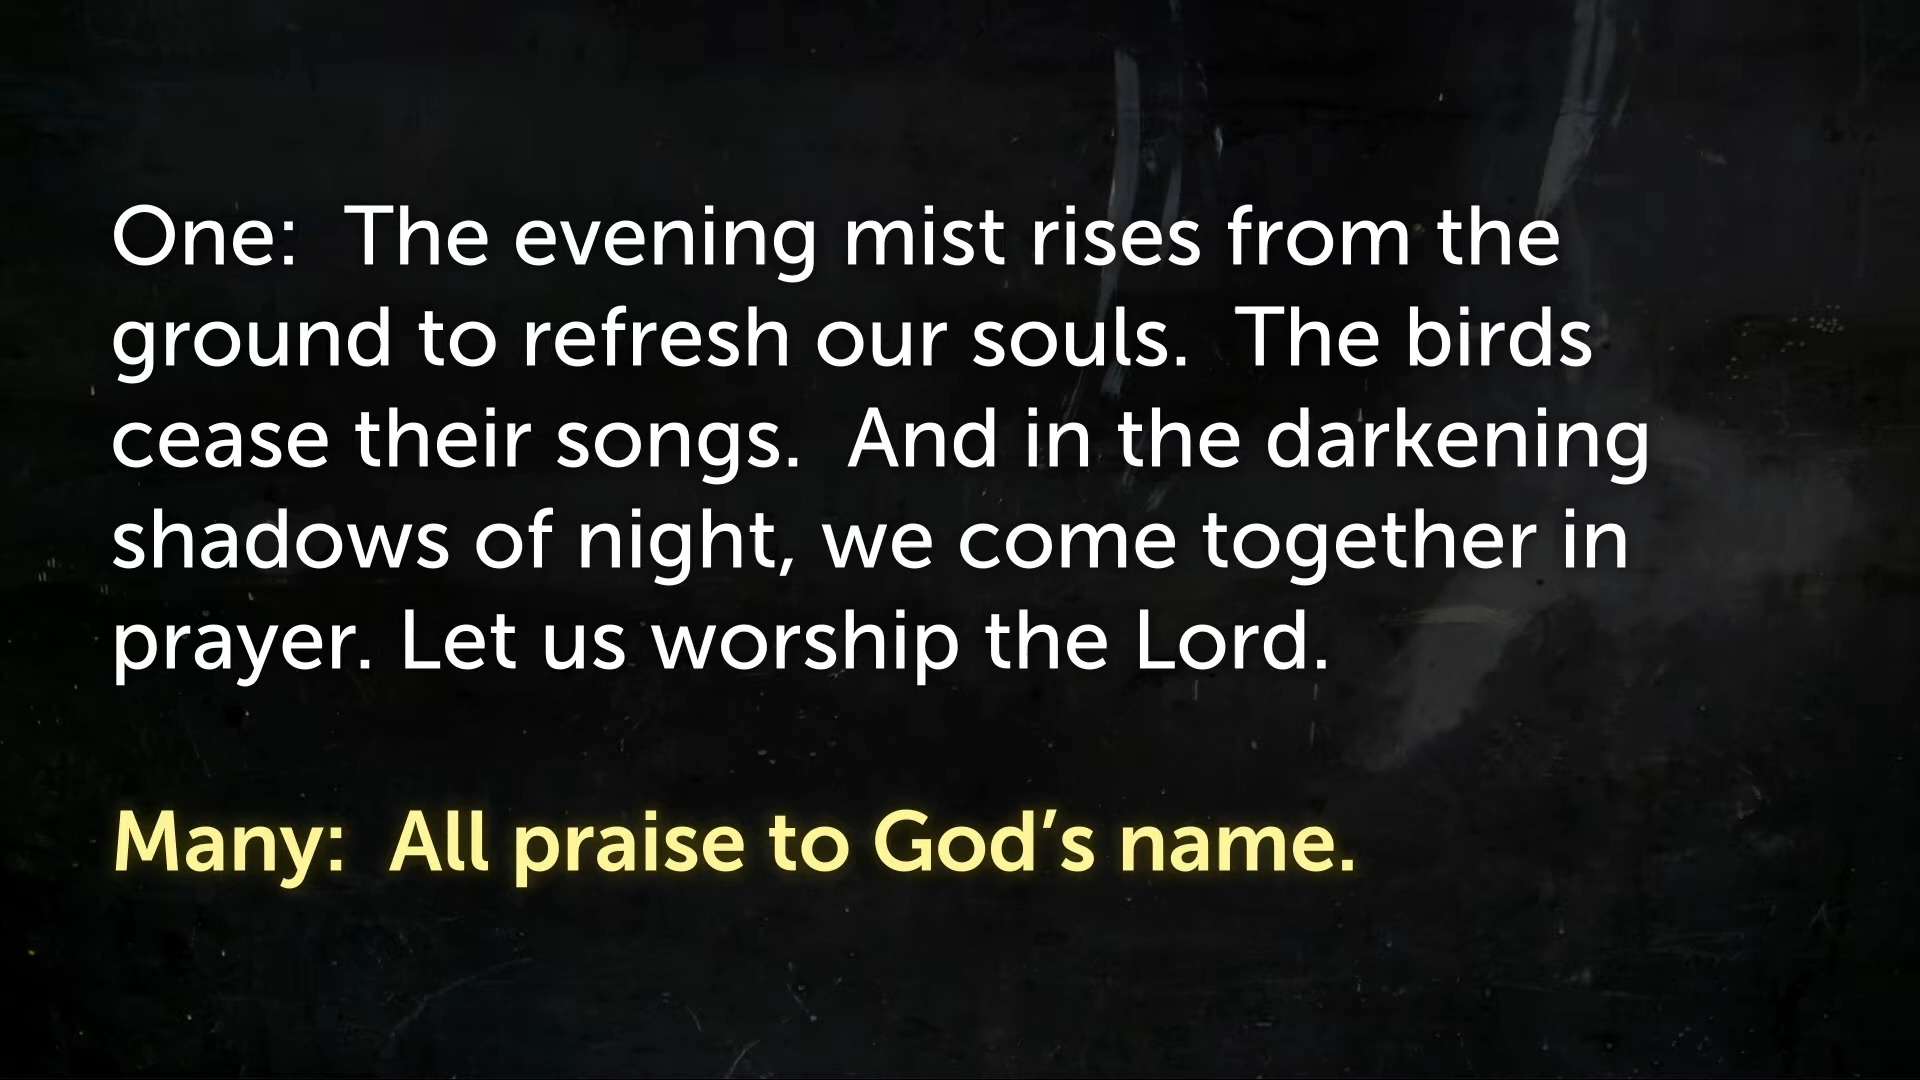 One:  The evening mist rises from the
ground to refresh our souls.  The birds
cease their songs.  And in the darkening
shadows of night, we come together in
prayer. Let us worship the Lord.
Many:  All praise to God’s name.